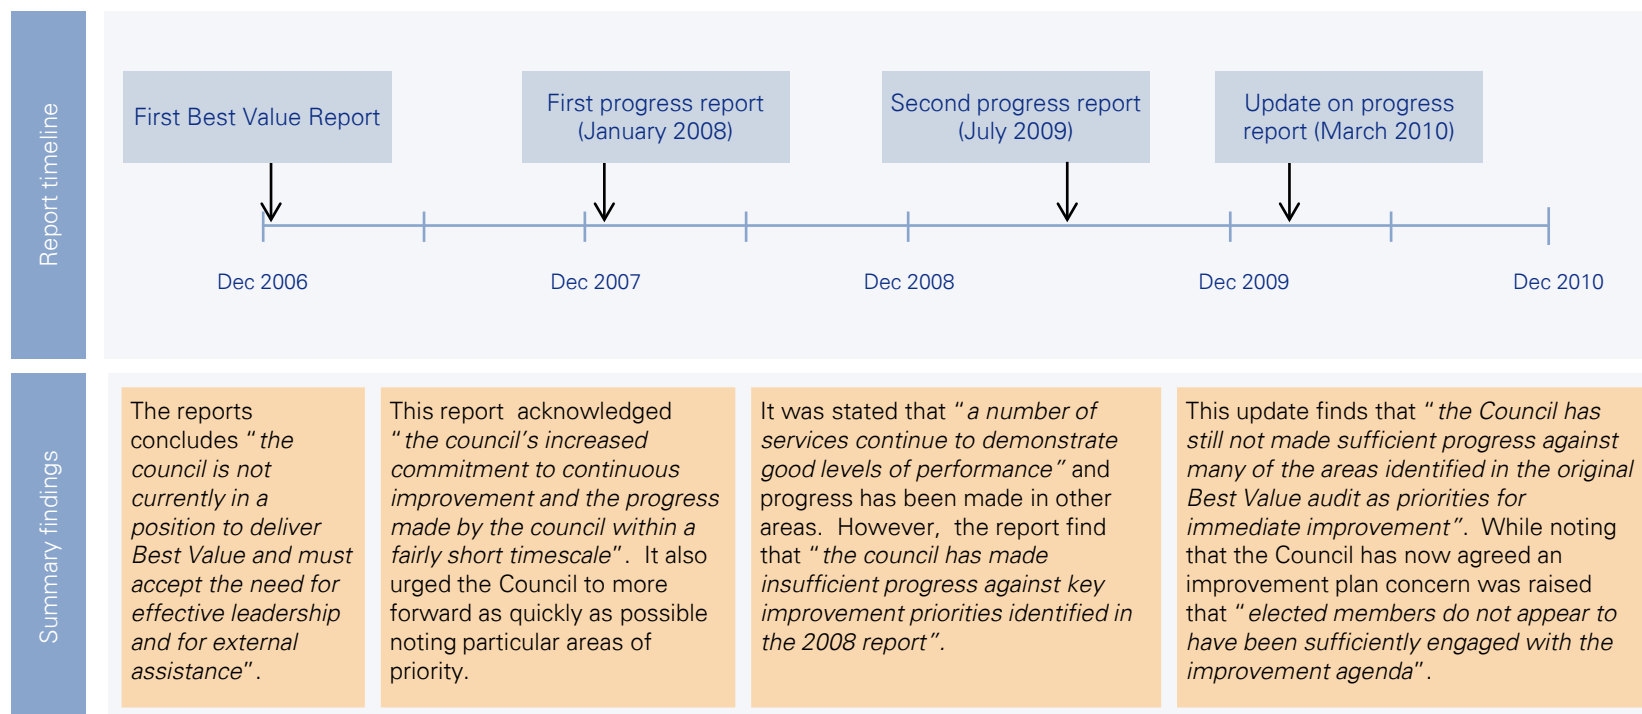 Report timeline
First Best Value Report
First progress report
(January 2008)
Second progress report
(July 2009)
Update on progress
report (March 2010)
Dec 2006
Dec 2007
Dec 2008
Dec 2009
Dec 2010
Summary findings
The reports
concludes “the
council is not
currently in a
position to deliver
Best Value and must
accept the need for
effective leadership
and for external
assistance”.
This report  acknowledged
“the council’s increased
commitment to continuous
improvement and the progress
made by the council within a
fairly short timescale”.  It also
urged the Council to more
forward as quickly as possible
noting particular areas of
priority.
It was stated that “a number of
services continue to demonstrate
good levels of performance” and
progress has been made in other
areas.  However,  the report find
that “the council has made
insufficient progress against key
improvement priorities identified in
the 2008 report”.
This update finds that “the Council has
still not made sufficient progress against
many of the areas identified in the original
Best Value audit as priorities for
immediate improvement”.  While noting
that the Council has now agreed an
improvement plan concern was raised
that “elected members do not appear to
have been sufficiently engaged with the
improvement agenda”.